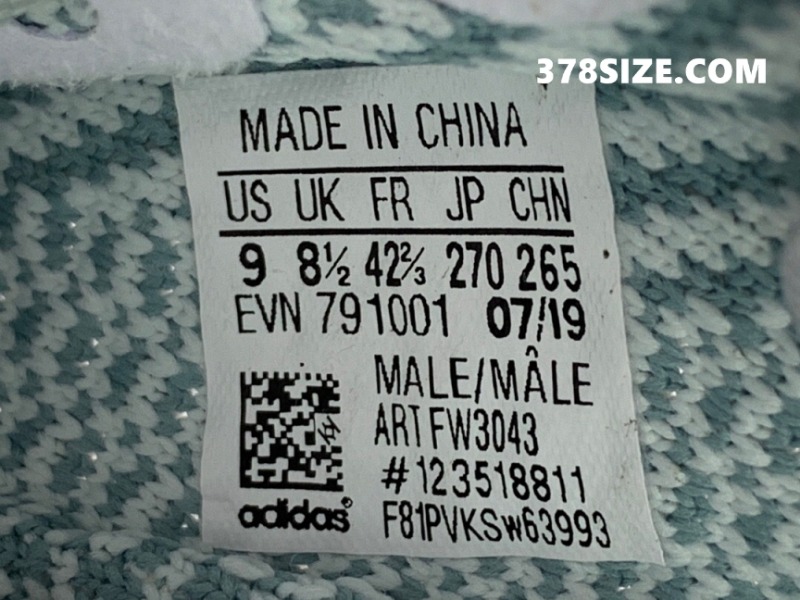 378SIZE.COM
MADE IN CHINA
US UK FR JP CHN
9 8½ 42⅔ 270 265
EVN 791001 07/19
MALE/MÂLE
ART FW3043
#123518811
adidas®
F81PVKSw63993